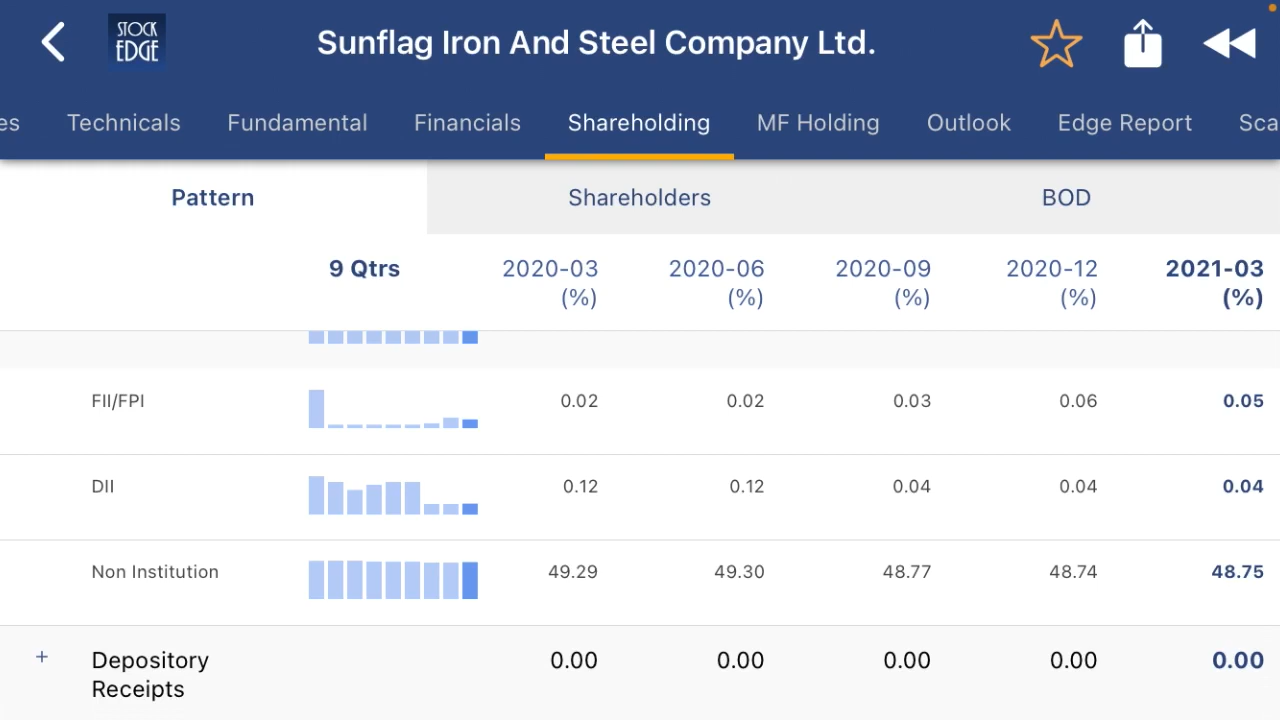 STOCK
EDGE
Sunflag Iron And Steel Company Ltd.
es Technicals Fundamental Financials Shareholding MF Holding Outlook Edge Report Sca
Pattern Shareholders BOD
9 Qtrs 2020-03 2020-06 2020-09 2020-12 2021-03
(%) (%) (%) (%) (%)
FII/FPI 0.02 0.02 0.03 0.06 0.05
DII 0.12 0.12 0.04 0.04 0.04
Non Institution 49.29 49.30 48.77 48.74 48.75
+ Depository 0.00 0.00 0.00 0.00 0.00
Receipts